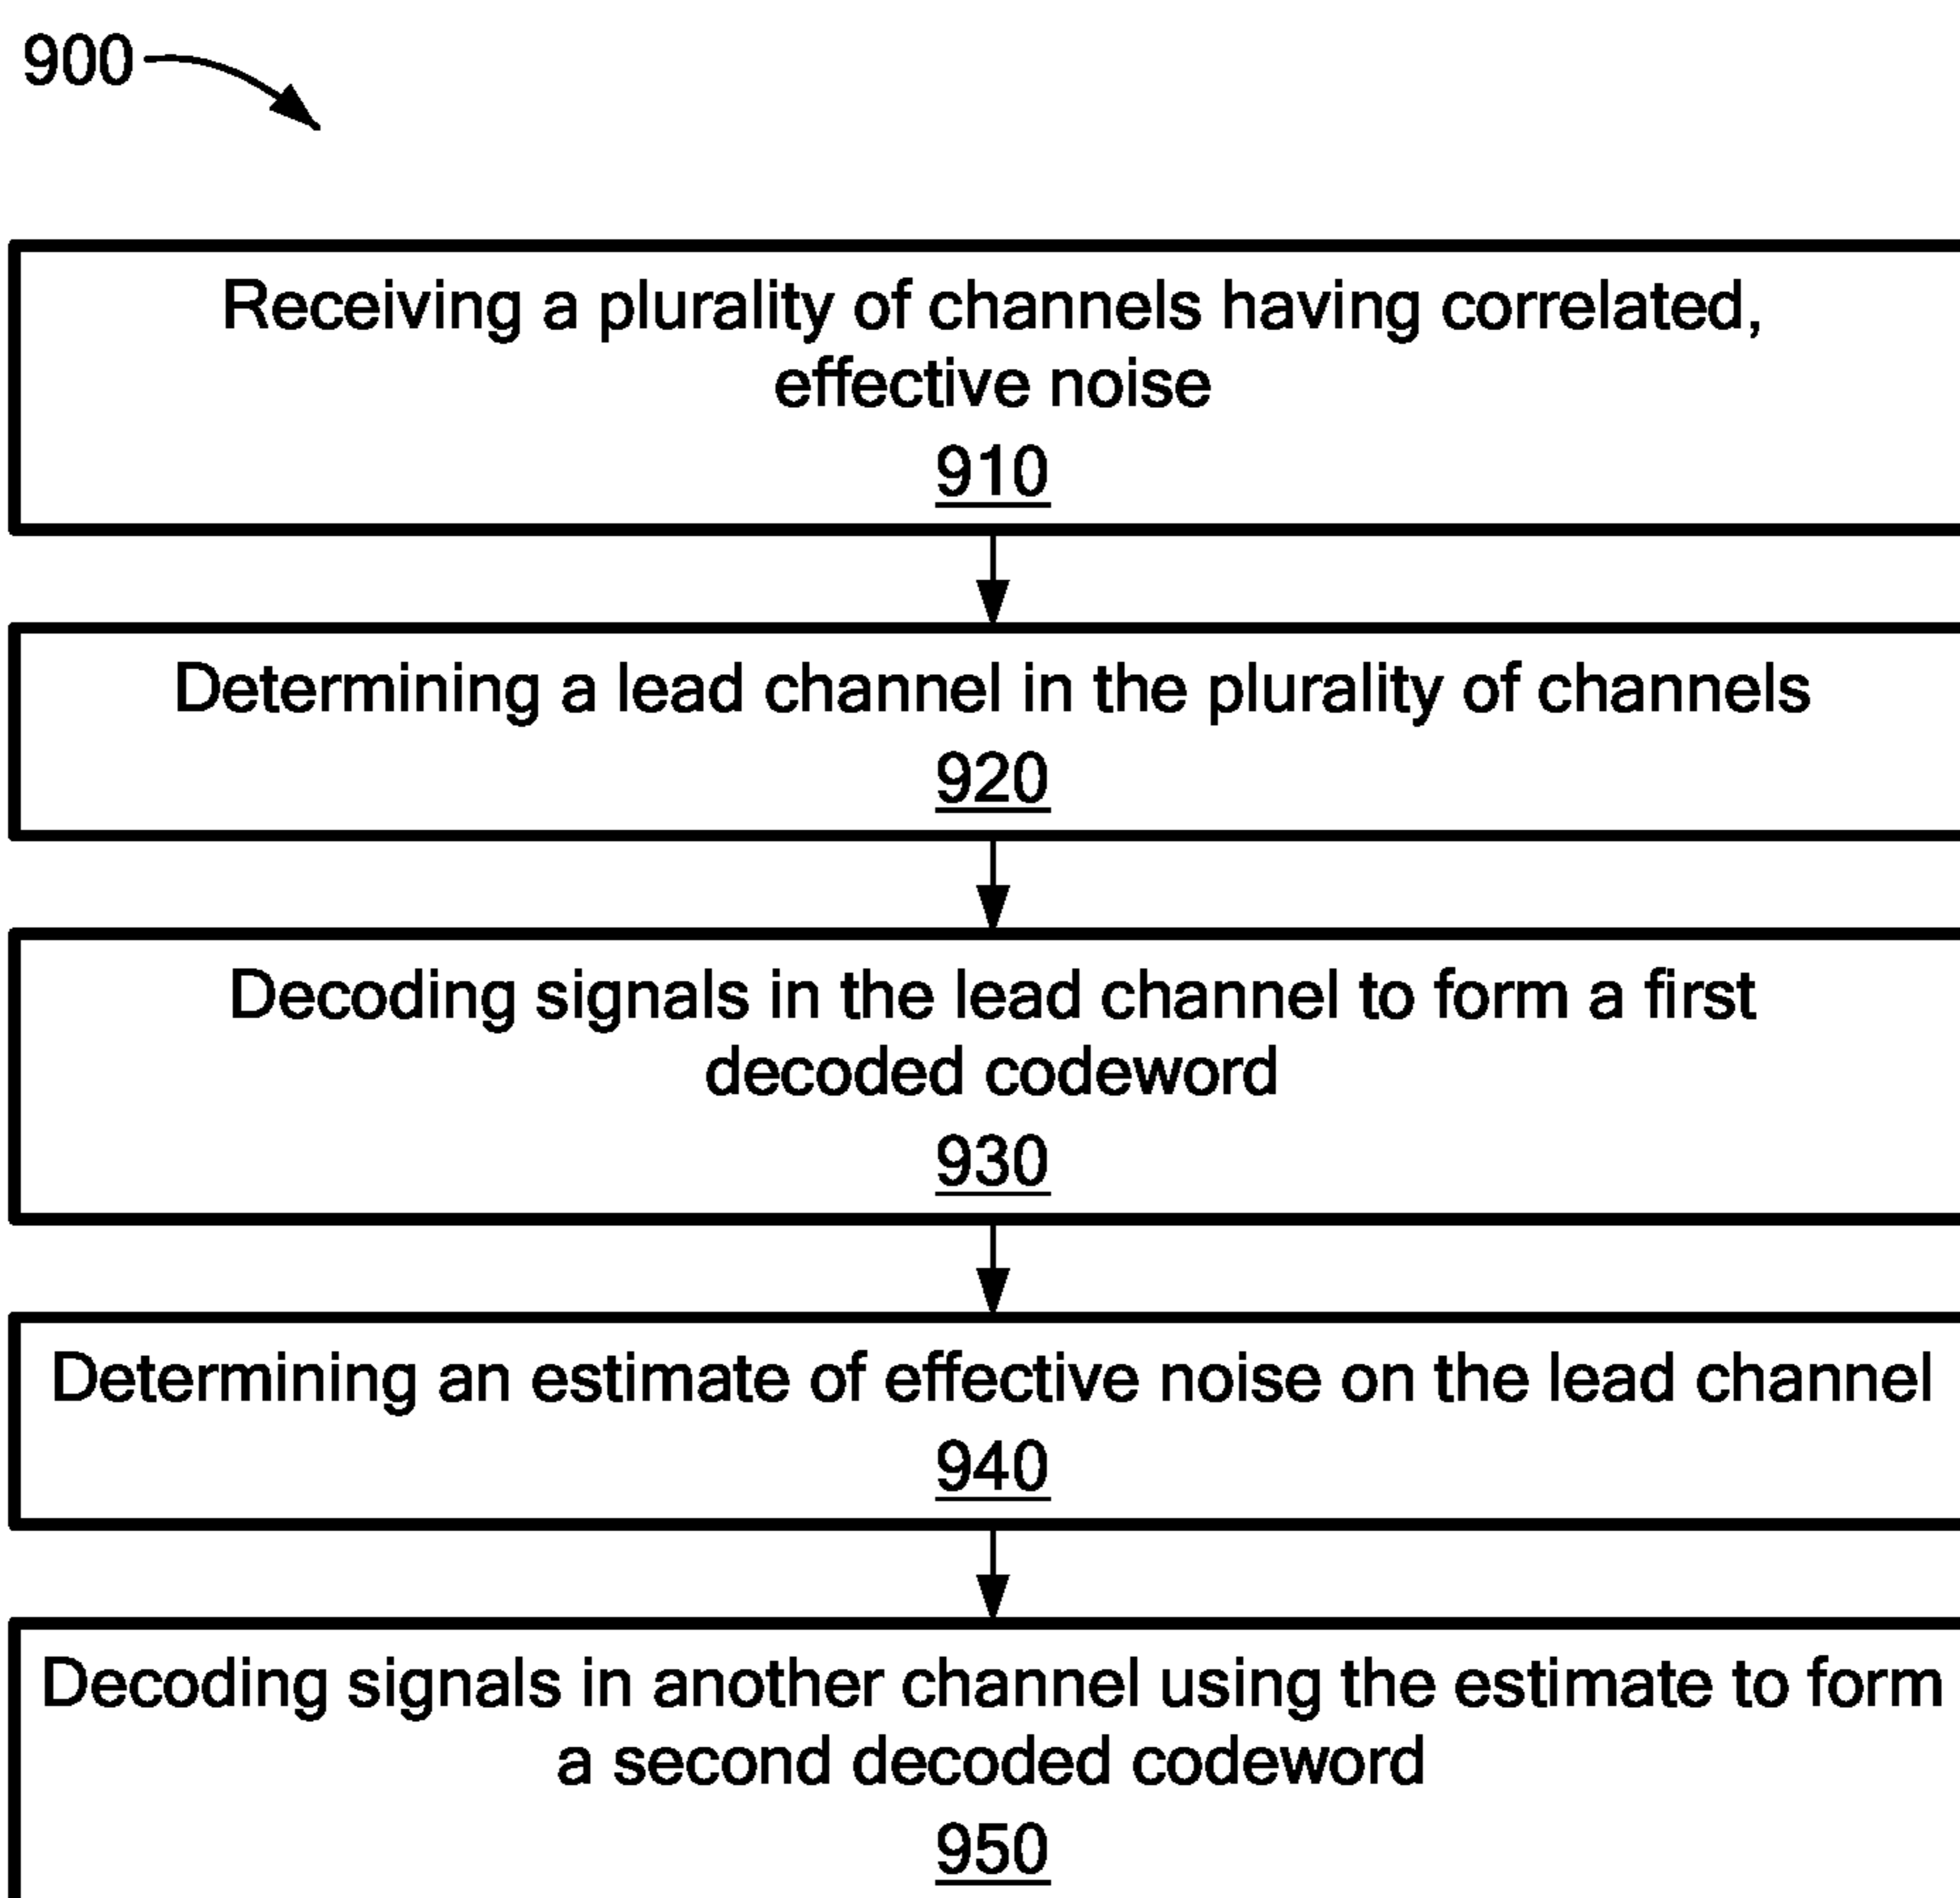 900
Receiving a plurality of channels having correlated,
effective noise
910
Determining a lead channel in the plurality of channels
920
Decoding signals in the lead channel to form a first
decoded codeword
930
Determining an estimate of effective noise on the lead channel
940
Decoding signals in another channel using the estimate to form
a second decoded codeword
950